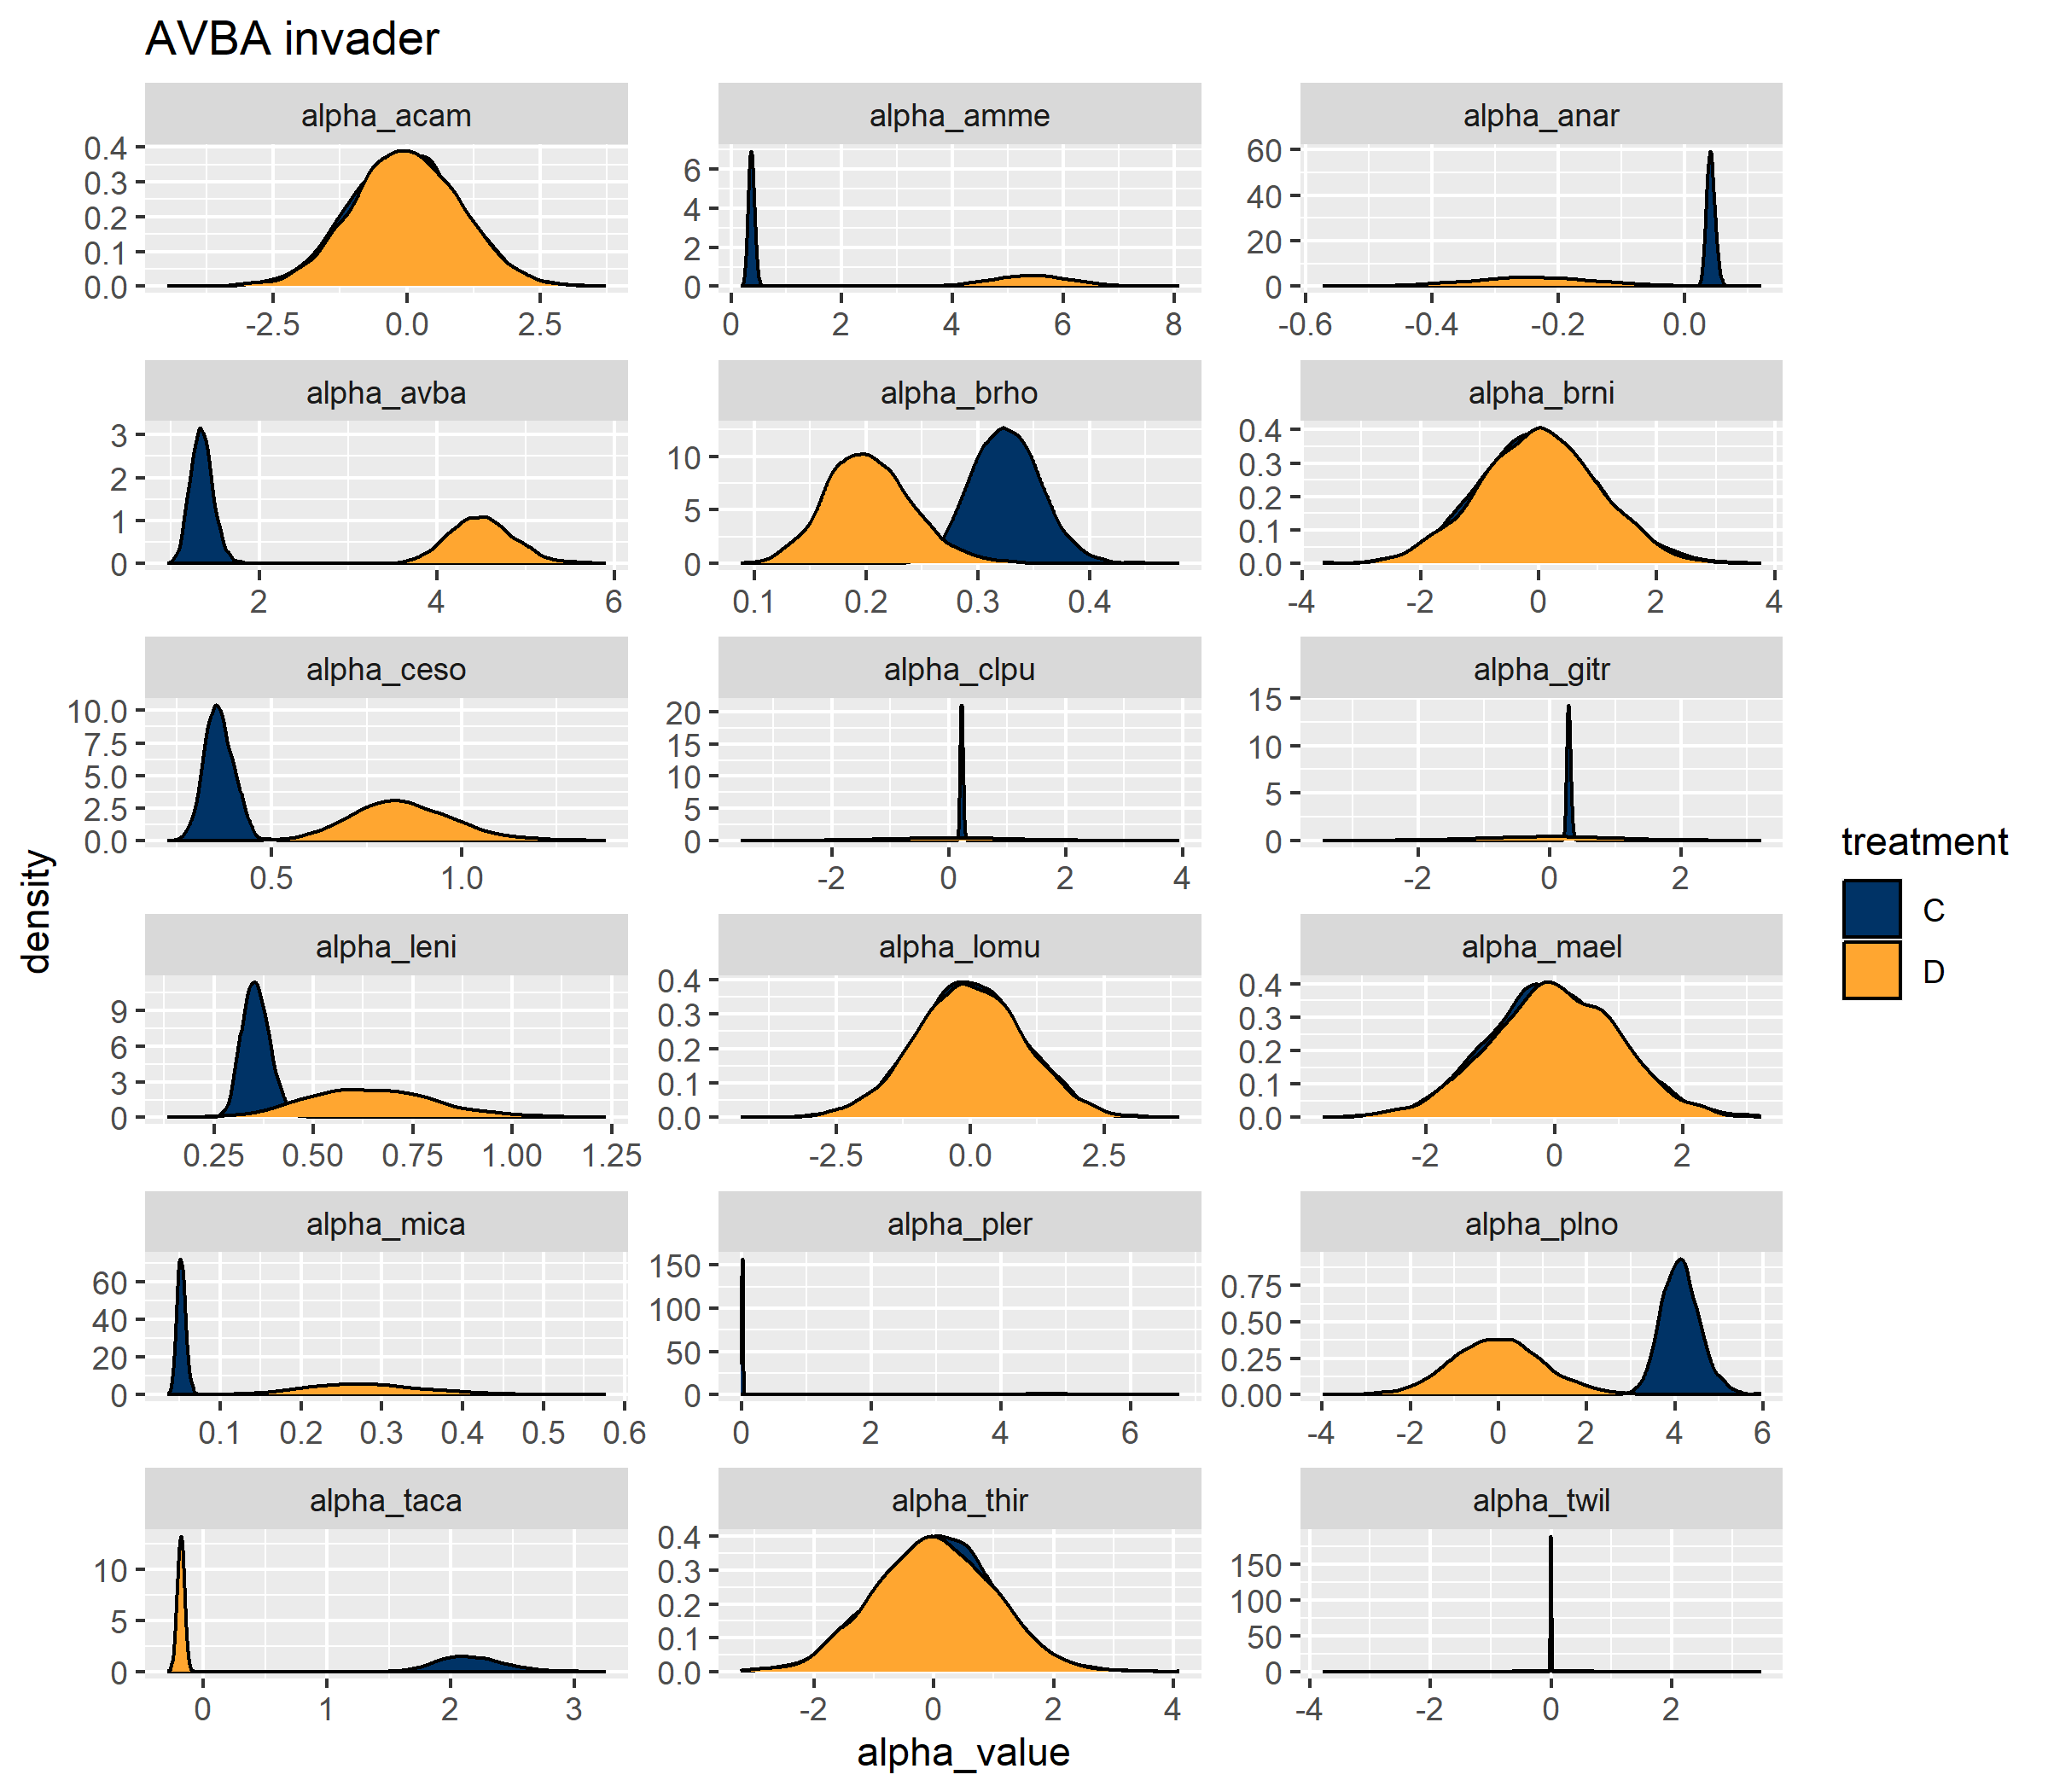 AVBA invader
alpha_acam alpha_amme alpha_anar
0.4 0.3 0.2 0.1 0.0
6 4 2 0
60 40 20 0
-2.5 0.0 2.5
0 2 4 6 8
-0.6 -0.4 -0.2 0.0
alpha_avba alpha_brho alpha_brni
3 2 1 0
10 5 0
0.4 0.3 0.2 0.1 0.0
2 4 6
0.1 0.2 0.3 0.4
-4 -2 0 2 4
alpha_ceso alpha_clpu alpha_gitr
10.0 7.5 5.0 2.5 0.0
20 15 10 5 0
15 10 5 0
0.5 1.0
-2 0 2 4
-2 0 2
alpha_leni alpha_lomu alpha_mael
9 6 3 0
0.4 0.3 0.2 0.1 0.0
0.4 0.3 0.2 0.1 0.0
0.25 0.50 0.75 1.00 1.25
-2.5 0.0 2.5
-2 0 2
alpha_mica alpha_pler alpha_plno
60 40 20 0
150 100 50 0
0.75 0.50 0.25 0.00
0.1 0.2 0.3 0.4 0.5 0.6
0 2 4 6
-4 -2 0 2 4 6
alpha_taca alpha_thir alpha_twil
10 5 0
0.4 0.3 0.2 0.1 0.0
150 100 50 0
0 1 2 3
-2 0 2 4
-4 -2 0 2
alpha_value
density
treatment
C
D